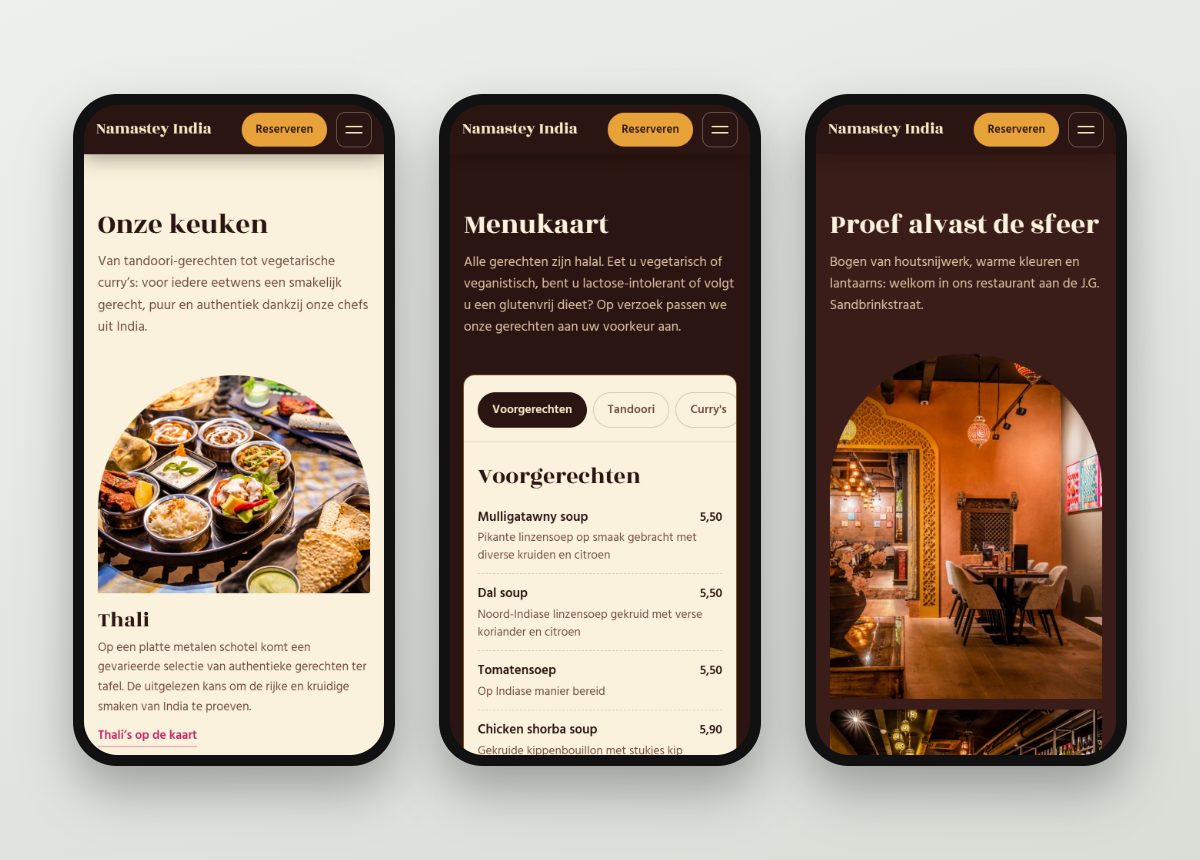 Namastey India
Reserveren
Onze keuken
Van tandoori-gerechten tot vegetarische
curry's: voor iedere eetwens een smakelijk
gerecht, puur en authentiek dankzij onze chefs
uit India.
Thali
Op een platte metalen schotel komt een
gevarieerde selectie van authentieke gerechten ter
tafel. De uitgelezen kans om de rijke en kruidige
smaken van India te proeven.
Thali's op de kaart
Namastey India
Reserveren
Menukaart
Alle gerechten zijn halal. Eet u vegetarisch of
veganistisch, bent u lactose-intolerant of volgt
u een glutenvrij dieet? Op verzoek passen we
onze gerechten aan uw voorkeur aan.
Voorgerechten
Tandoori
Curry's
Voorgerechten
Mulligatawny soup 5,50
Pikante linzensoep op smaak gebracht met
diverse kruiden en citroen
Dal soup 5,50
Noord-Indiase linzensoep gekruid met verse
koriander en citroen
Tomatensoep 5,50
Op Indiase manier bereid
Chicken shorba soup 5,90
Gekruide kippenbouillon met stukjes kip
Namastey India
Reserveren
Proef alvast de sfeer
Bogen van houtsnijwerk, warme kleuren en
lantaarns: welkom in ons restaurant aan de J.G.
Sandbrinkstraat.